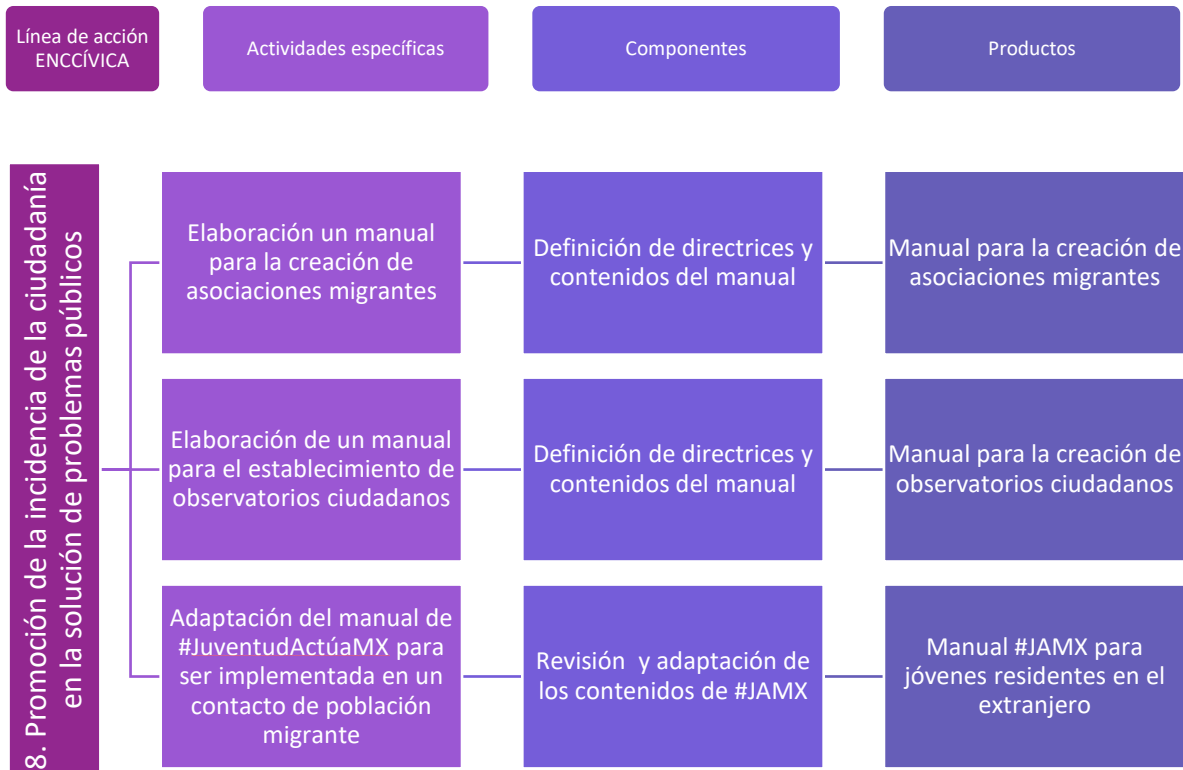 Línea de acción
ENCCÍVICA
Actividades específicas
Componentes
Productos
8. Promoción de la incidencia de la ciudadanía
en la solución de problemas públicos
Elaboración un manual
para la creación de
asociaciones migrantes
Definición de directrices y
contenidos del manual
Manual para la creación de
asociaciones migrantes
Elaboración de un manual
para el establecimiento de
observatorios ciudadanos
Definición de directrices y
contenidos del manual
Manual para la creación de
observatorios ciudadanos
Adaptación del manual de
#JuventudActúaMX para
ser implementada en un
contacto de población
migrante
Revisión y adaptación de
los contenidos de #JAMX
Manual #JAMX para
jóvenes residentes en el
extranjero